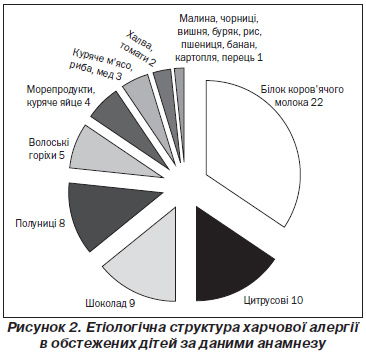 Малина, чорниці,
вишня, буряк, рис,
пшениця, банан,
картопля, перець 1
Халва,
томати 2
Куряче м’ясо,
риба, мед 3
Морепродукти,
куряче яйце 4
Волоські
горіхи 5
Полуниці 8
Шоколад 9
Цитрусові 10
Білок коров’ячого
молока 22
Рисунок 2. Етіологічна структура харчової алергії
в обстежених дітей за даними анамнезу